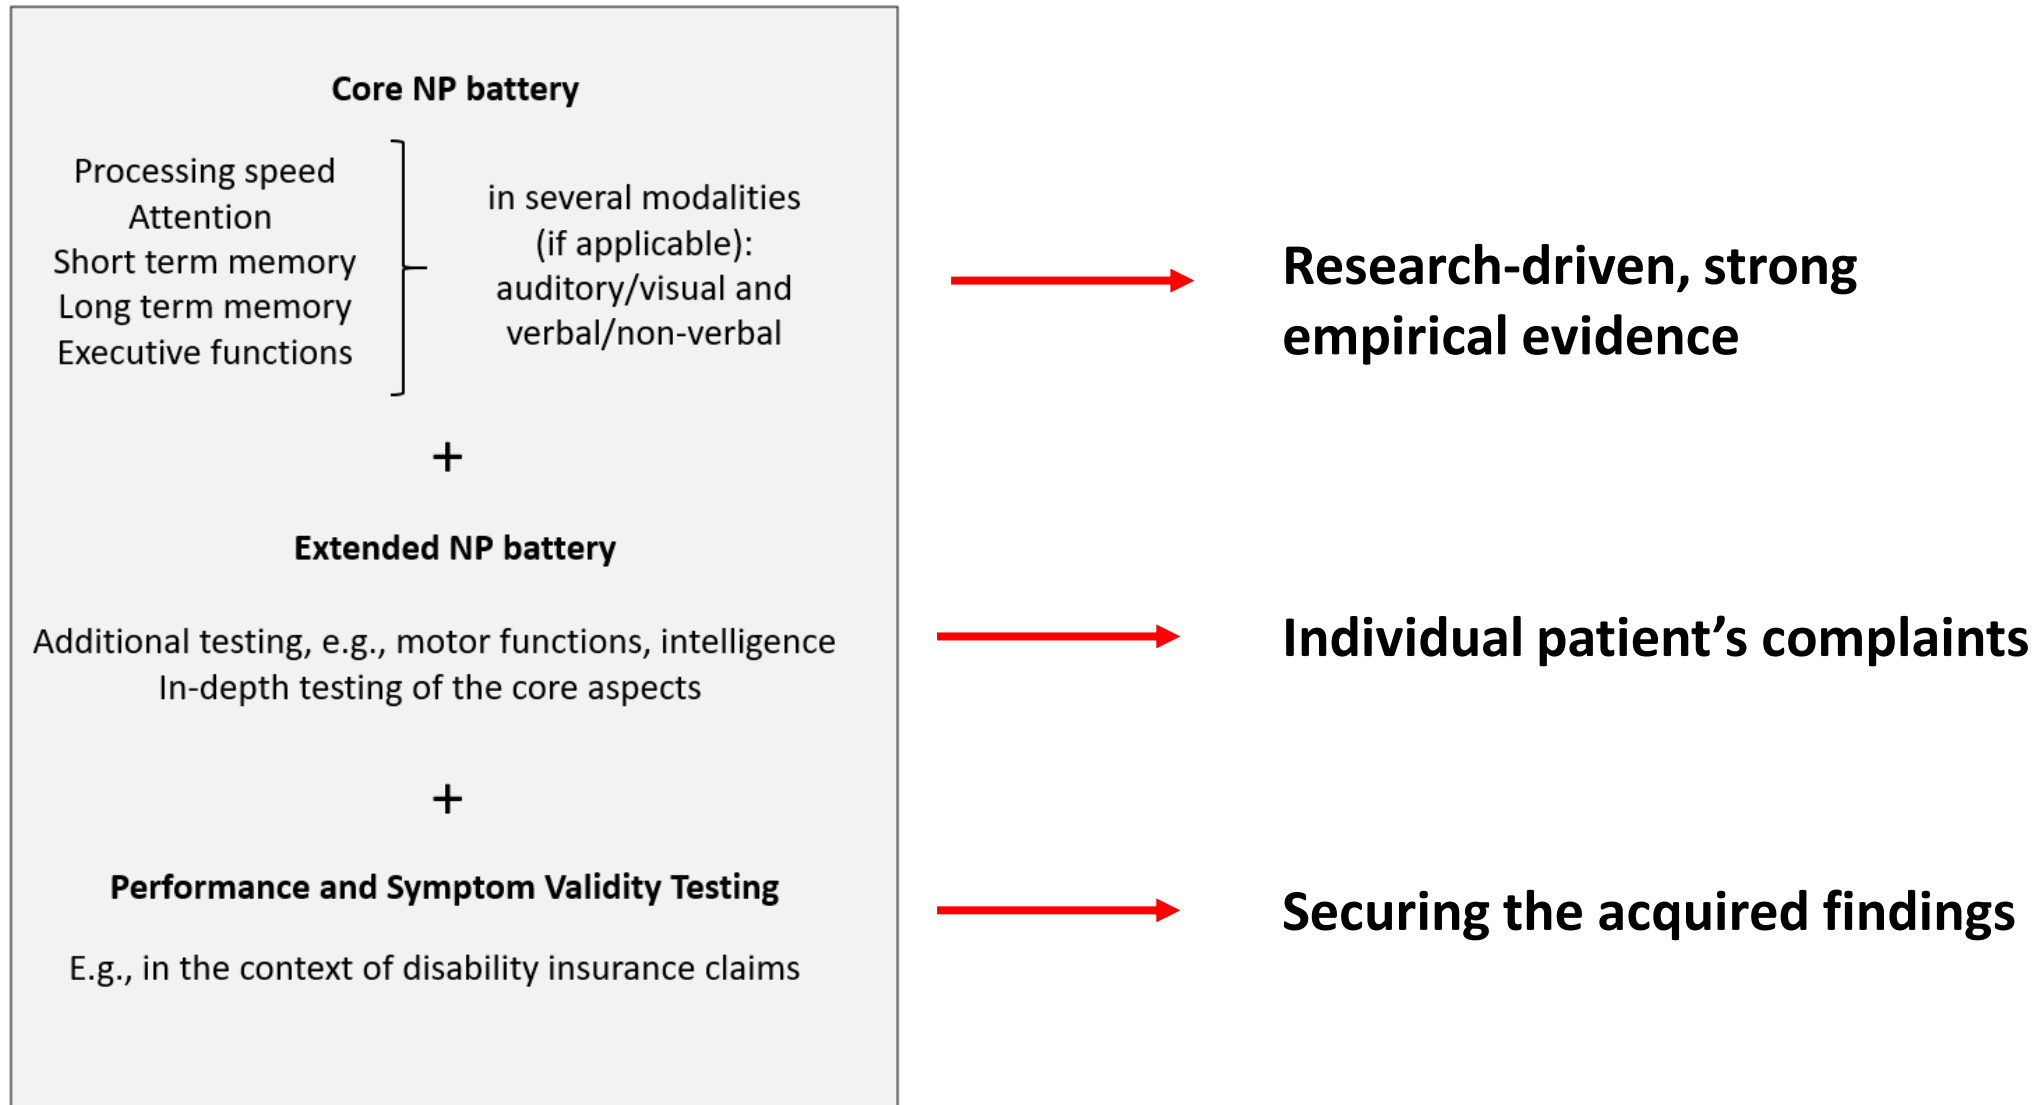 Core NP battery
Processing speed
Attention
Short term memory
Long term memory
Executive functions
in several modalities
(if applicable):
auditory/visual and
verbal/non-verbal
Research-driven, strong
empirical evidence
+
Extended NP battery
Additional testing, e.g., motor functions, intelligence
In-depth testing of the core aspects
Individual patient’s complaints
+
Performance and Symptom Validity Testing
E.g., in the context of disability insurance claims
Securing the acquired findings